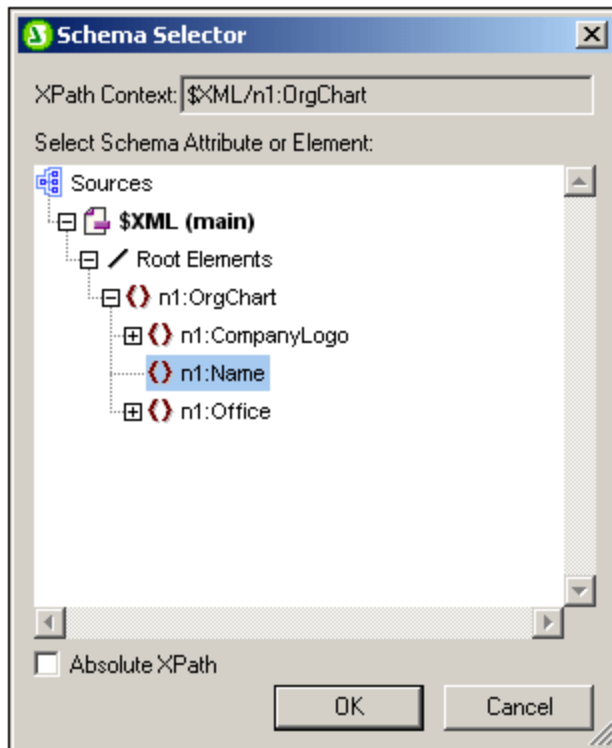 Schema Selector
XPath Context: $XML/n1:OrgChart
Select Schema Attribute or Element:
Sources
$XML (main)
Root Elements
n1:OrgChart
n1:CompanyLogo
n1:Name
n1:Office
Absolute XPath
OK Cancel